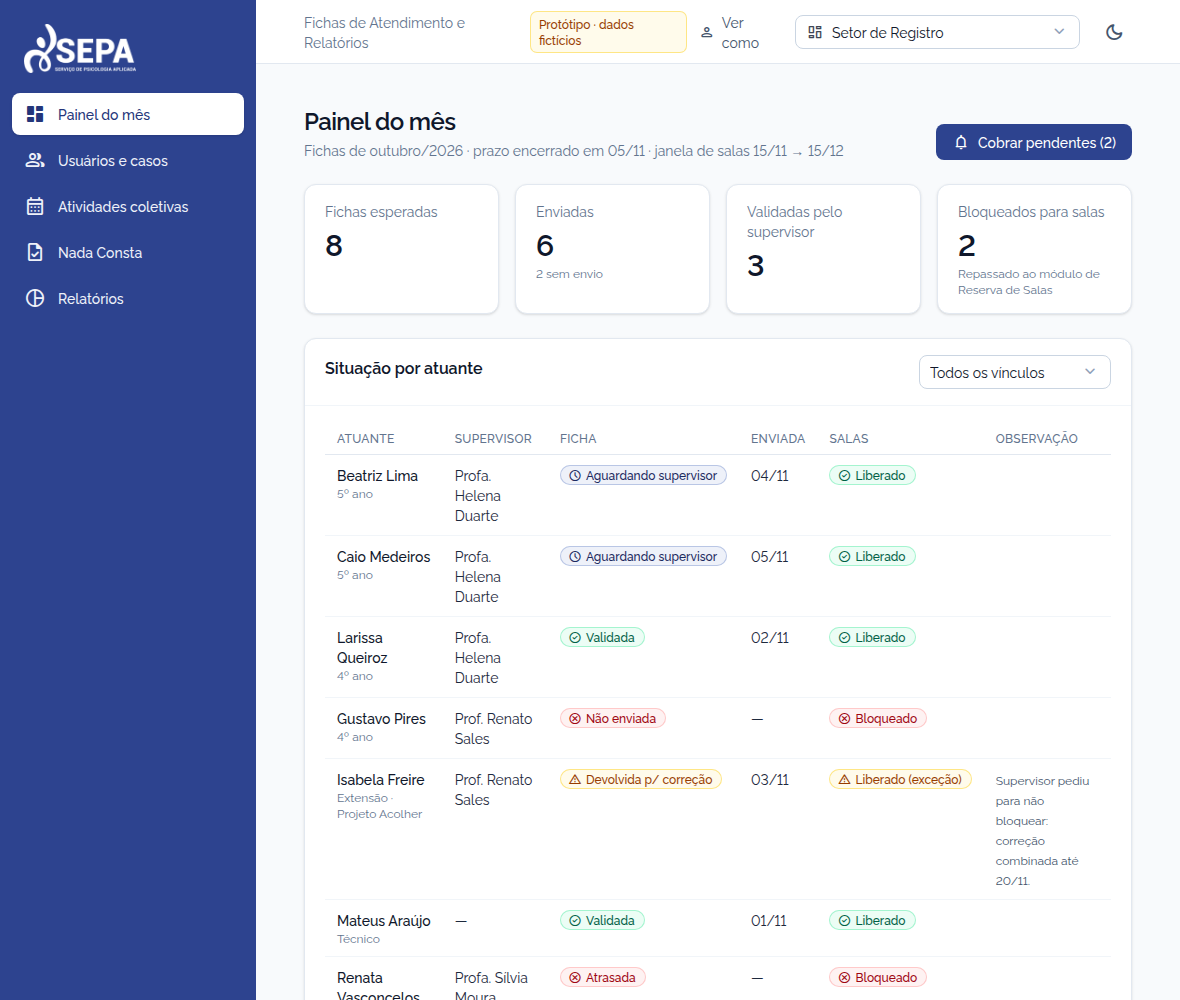 SEPA
SERVIÇO DE PSICOLOGIA APLICADA
Painel do mês
Usuários e casos
Atividades coletivas
Nada Consta
Relatórios
Fichas de Atendimento e
Relatórios
Protótipo · dados
fictícios
Ver
como
Setor de Registro
Painel do mês
Fichas de outubro/2026 · prazo encerrado em 05/11 · janela de salas 15/11 → 15/12
Cobrar pendentes (2)
Fichas esperadas
8
Enviadas
6
2 sem envio
Validadas pelo
supervisor
3
Bloqueados para salas
2
Repassado ao módulo de
Reserva de Salas
Situação por atuante
Todos os vínculos
ATUANTE SUPERVISOR FICHA ENVIADA SALAS OBSERVAÇÃO
Beatriz Lima
5º ano
Profa.
Helena
Duarte
Aguardando supervisor
04/11
Liberado
Caio Medeiros
5º ano
Profa.
Helena
Duarte
Aguardando supervisor
05/11
Liberado
Larissa
Queiroz
4º ano
Profa.
Helena
Duarte
Validada
02/11
Liberado
Gustavo Pires
4º ano
Prof. Renato
Sales
Não enviada
—
Bloqueado
Isabela Freire
Extensão ·
Projeto Acolher
Prof. Renato
Sales
Devolvida p/ correção
03/11
Liberado (exceção)
Supervisor pediu
para não
bloquear:
correção
combinada até
20/11.
Mateus Araújo
Técnico
—
Validada
01/11
Liberado
Renata
Vasconcelos
Profa. Sílvia
Moura
Atrasada
—
Bloqueado